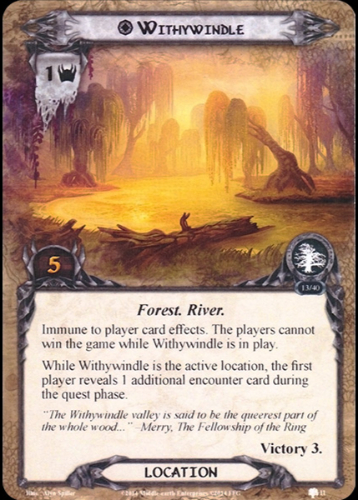 Withywindle
1
5
13/40
Forest. River.
Immune to player card effects. The players cannot
win the game while Withywindle is in play.
While Withywindle is the active location, the first
player reveals 1 additional encounter card during
the quest phase.
"The Withywindle valley is said to be the queerest part of
the whole wood..." -Merry, The Fellowship of the Ring
Victory 3.
LOCATION